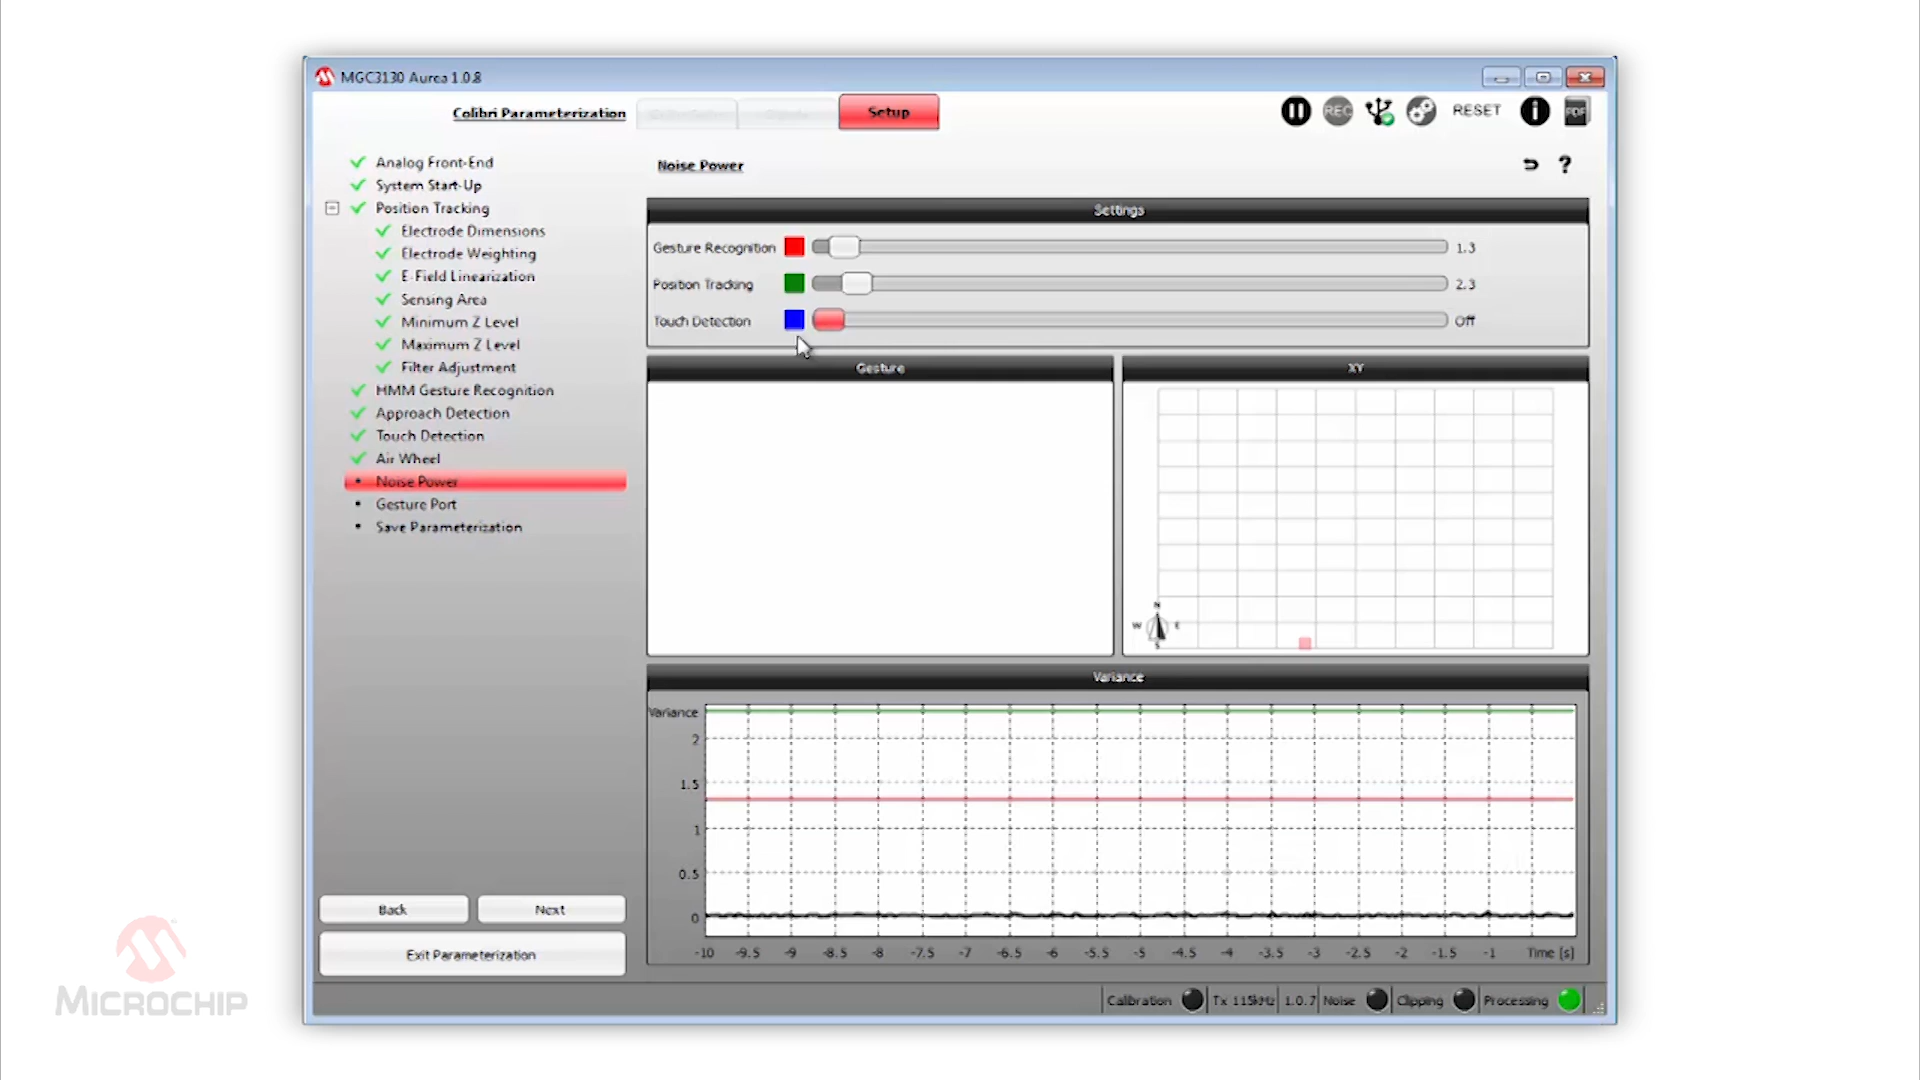 MGC3130 Aurea 1.0.8
Colibri Parameterization
Setup
REC
RESET
PDF
Analog Front-End
System Start-Up
Position Tracking
Electrode Dimensions
Electrode Weighting
E-Field Linearization
Sensing Area
Minimum Z Level
Maximum Z Level
Filter Adjustment
HMM Gesture Recognition
Approach Detection
Touch Detection
Air Wheel
Noise Power
Gesture Port
Save Parameterization
Back
Next
Exit Parameterization
Noise Power
?
Settings
Gesture Recognition 1.3
Position Tracking 2.3
Touch Detection Off
Gesture
XY
N
W E
S
Variance
Variance
2
1.5
1
0.5
0
-10 -9.5 -9 -8.5 -8 -7.5 -7 -6.5 -6 -5.5 -5 -4.5 -4 -3.5 -3 -2.5 -2 -1.5 -1 Time [s]
Calibration Tx 115kHz 1.0.7 Noise Clipping Processing
MICROCHIP